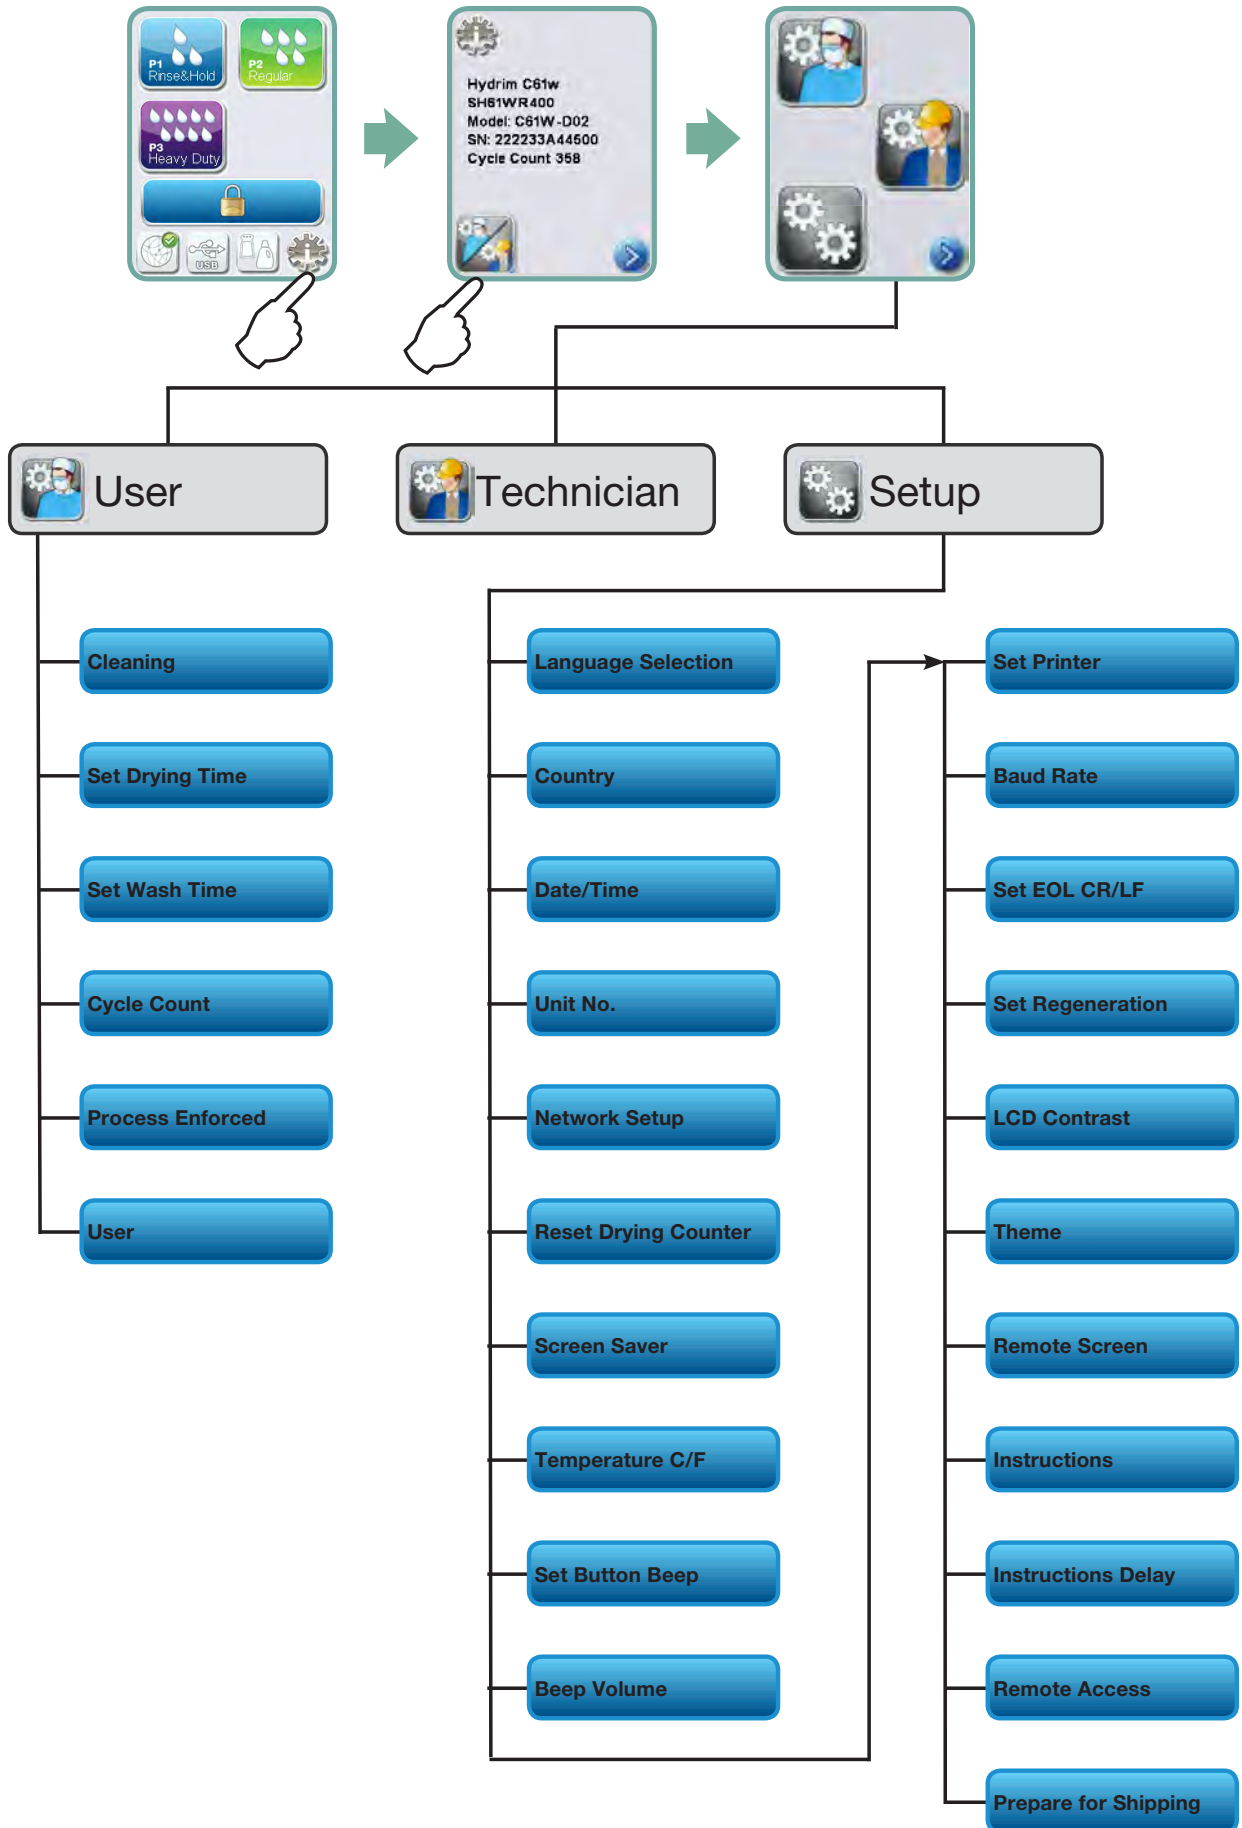 P1
Rinse&Hold
P2
Regular
P3
Heavy Duty
USB
Hydrim C61w
SH61WR400
Model: C61W-D02
SN: 222233A44500
Cycle Count 358
User
Technician
Setup
Cleaning
Set Drying Time
Set Wash Time
Cycle Count
Process Enforced
User
Language Selection
Country
Date/Time
Unit No.
Network Setup
Reset Drying Counter
Screen Saver
Temperature C/F
Set Button Beep
Beep Volume
Set Printer
Baud Rate
Set EOL CR/LF
Set Regeneration
LCD Contrast
Theme
Remote Screen
Instructions
Instructions Delay
Remote Access
Prepare for Shipping